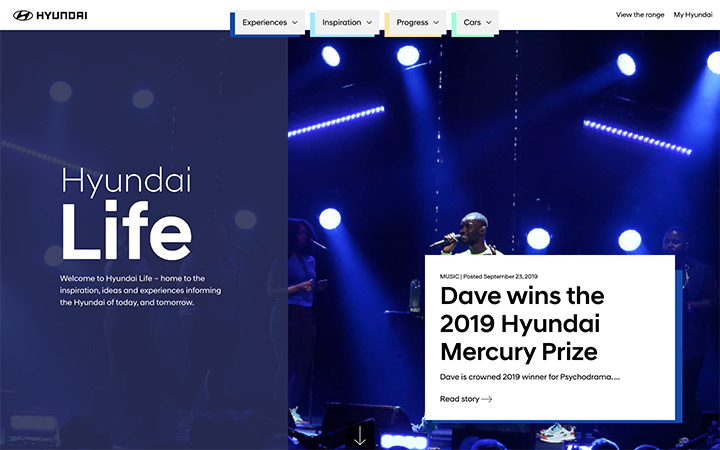 HYUNDAI
Experiences
Inspiration
Progress
Cars
View the range
My Hyundai
Hyundai
Life
Welcome to Hyundai Life – home to the
inspiration, ideas and experiences informing
the Hyundai of today, and tomorrow.
MUSIC | Posted September 23, 2019
Dave wins the
2019 Hyundai
Mercury Prize
Dave is crowned 2019 winner for Psychodrama....
Read story